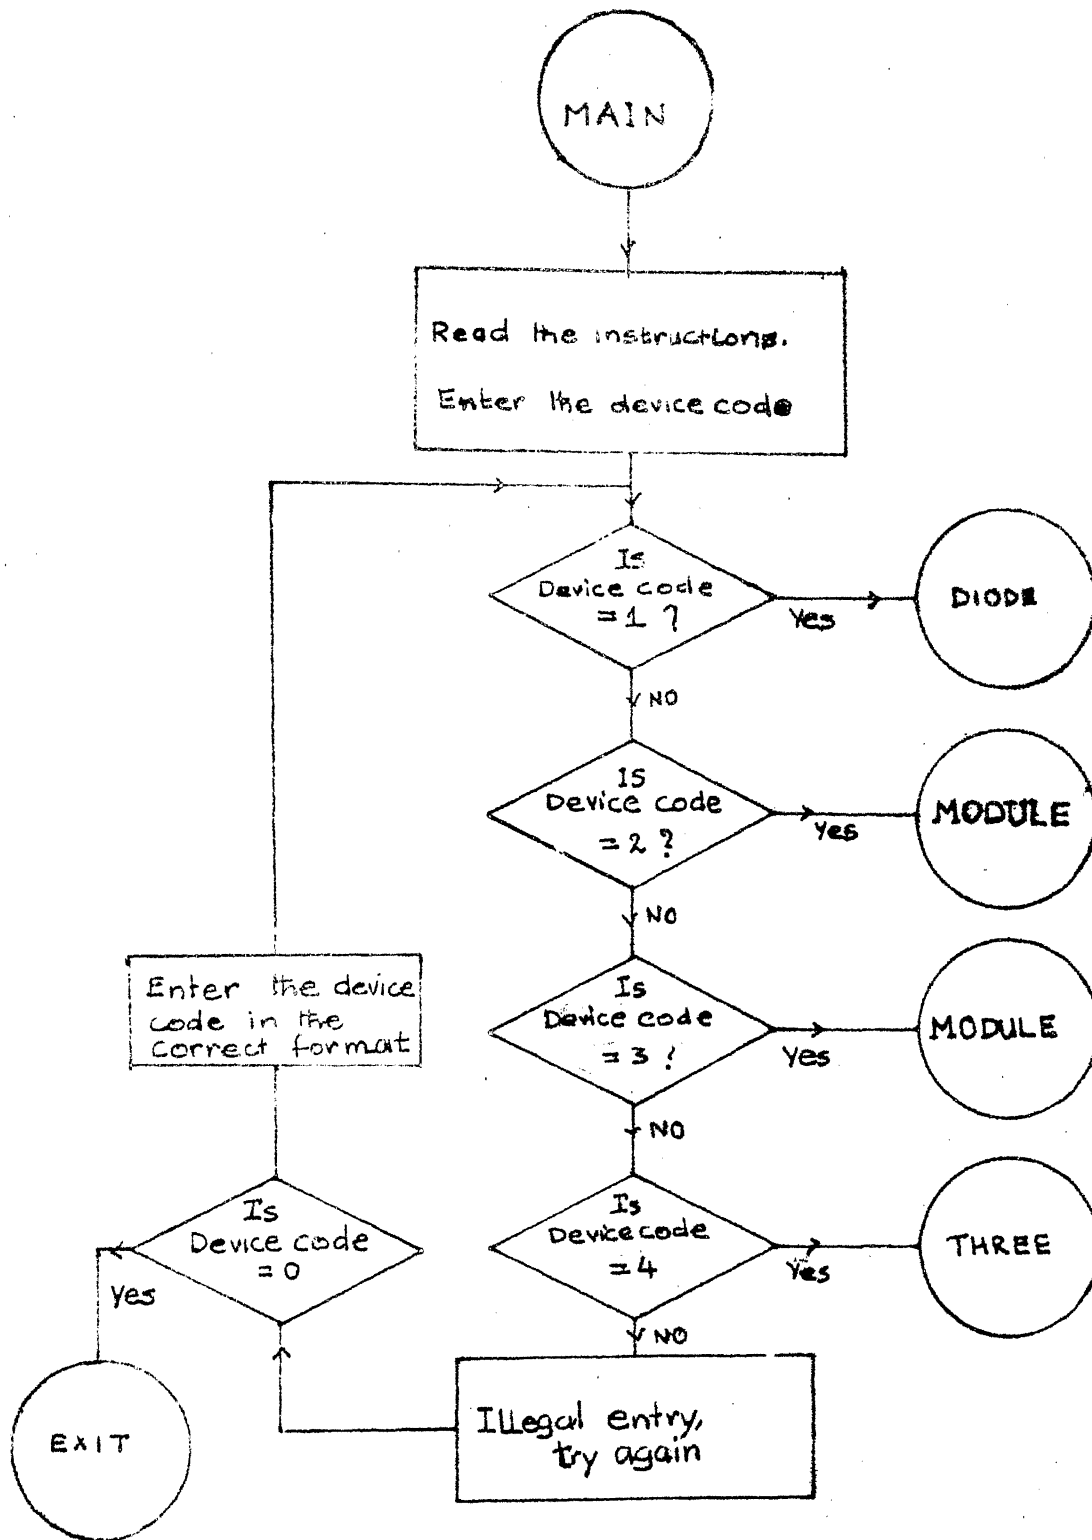 MAIN
Read the instructions.
Enter the device code
Is
Device code
= 1 ?
Yes
DIODE
NO
IS
Device code
= 2 ?
Yes
MODULE
NO
Is
Device code
= 3 ?
Yes
MODULE
NO
Is
Device code
= 4
Yes
THREE
NO
Illegal entry,
try again
Is
Device code
= 0
Yes
EXIT
Enter the device
code in the
correct format